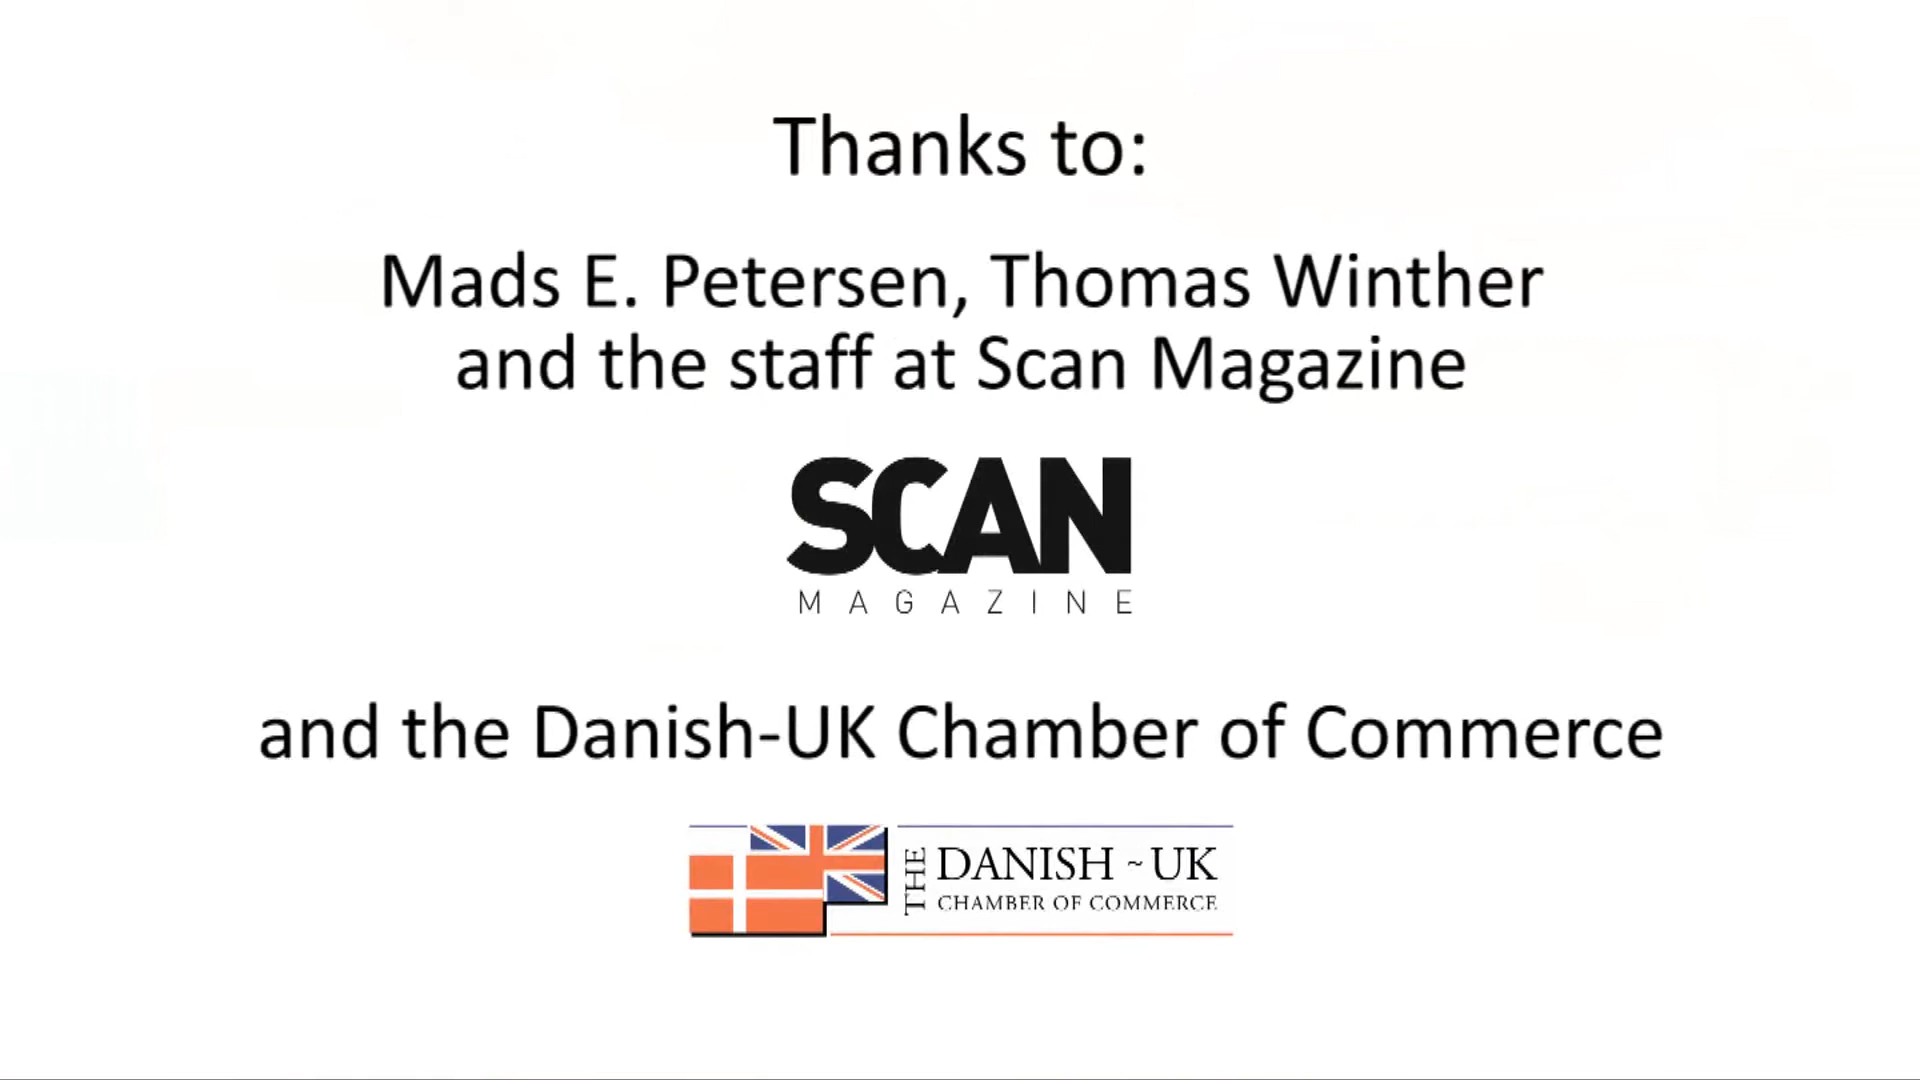 Thanks to:
Mads E. Petersen, Thomas Winther
and the staff at Scan Magazine
SCAN
MAGAZINE
and the Danish-UK Chamber of Commerce
THE
DANISH ~ UK
CHAMBER OF COMMERCE